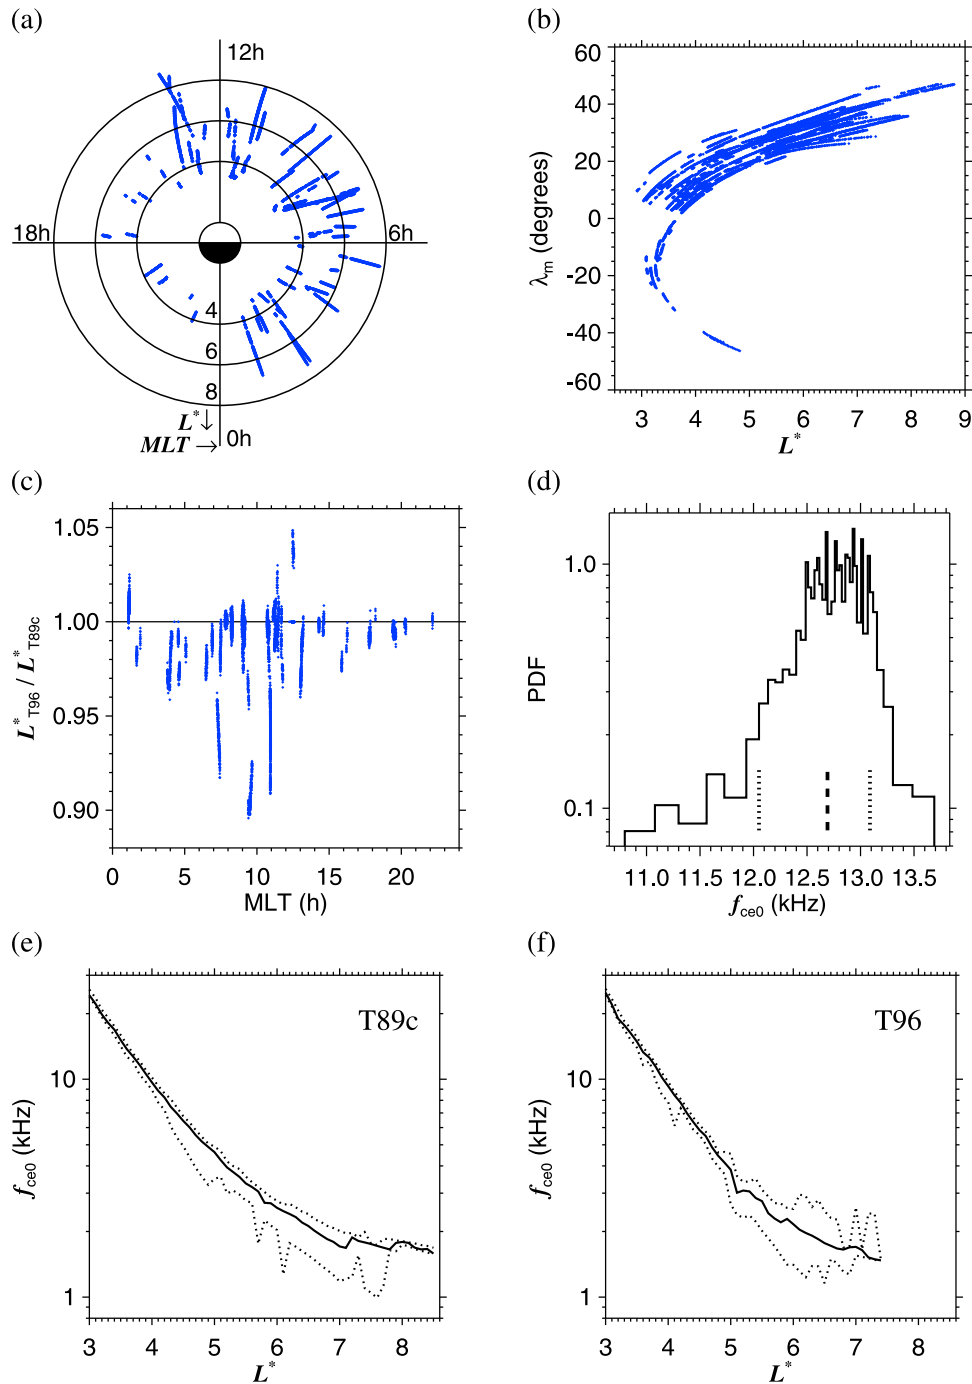 (a)
12h
18h
6h
4
6
8
L* ↓
MLT → 0h
(b)
60
40
20
0
-20
-40
-60
λm (degrees)
3 4 5 6 7 8 9
L*
(c)
1.05
1.00
0.95
0.90
L*T96 / L*T89c
0 5 10 15 20
MLT (h)
(d)
1.0
0.1
PDF
11.0 11.5 12.0 12.5 13.0 13.5
fce0 (kHz)
(e)
T89c
10
1
fce0 (kHz)
3 4 5 6 7 8
L*
(f)
T96
10
1
fce0 (kHz)
3 4 5 6 7 8
L*